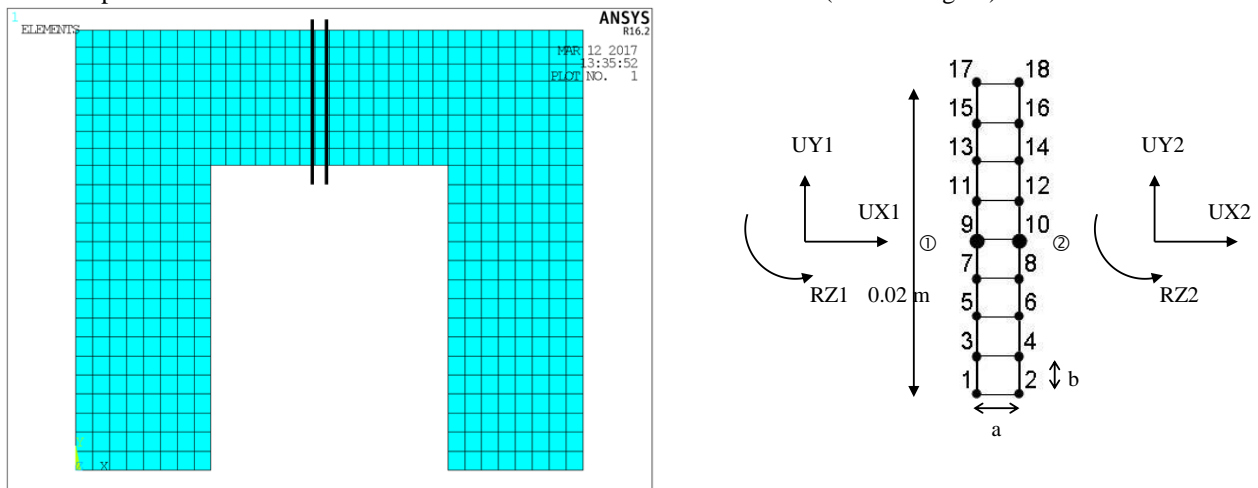 1
ELEMENTS
ANSYS
R16.2
MAR 12 2017
13:35:52
PLOT NO. 1
X
17 18
15 16
13 14
11 12
9 10
7 8
5 6
3 4
1 2
UY1
UX1
RZ1
①
0.02 m
②
UY2
UX2
RZ2
b
a